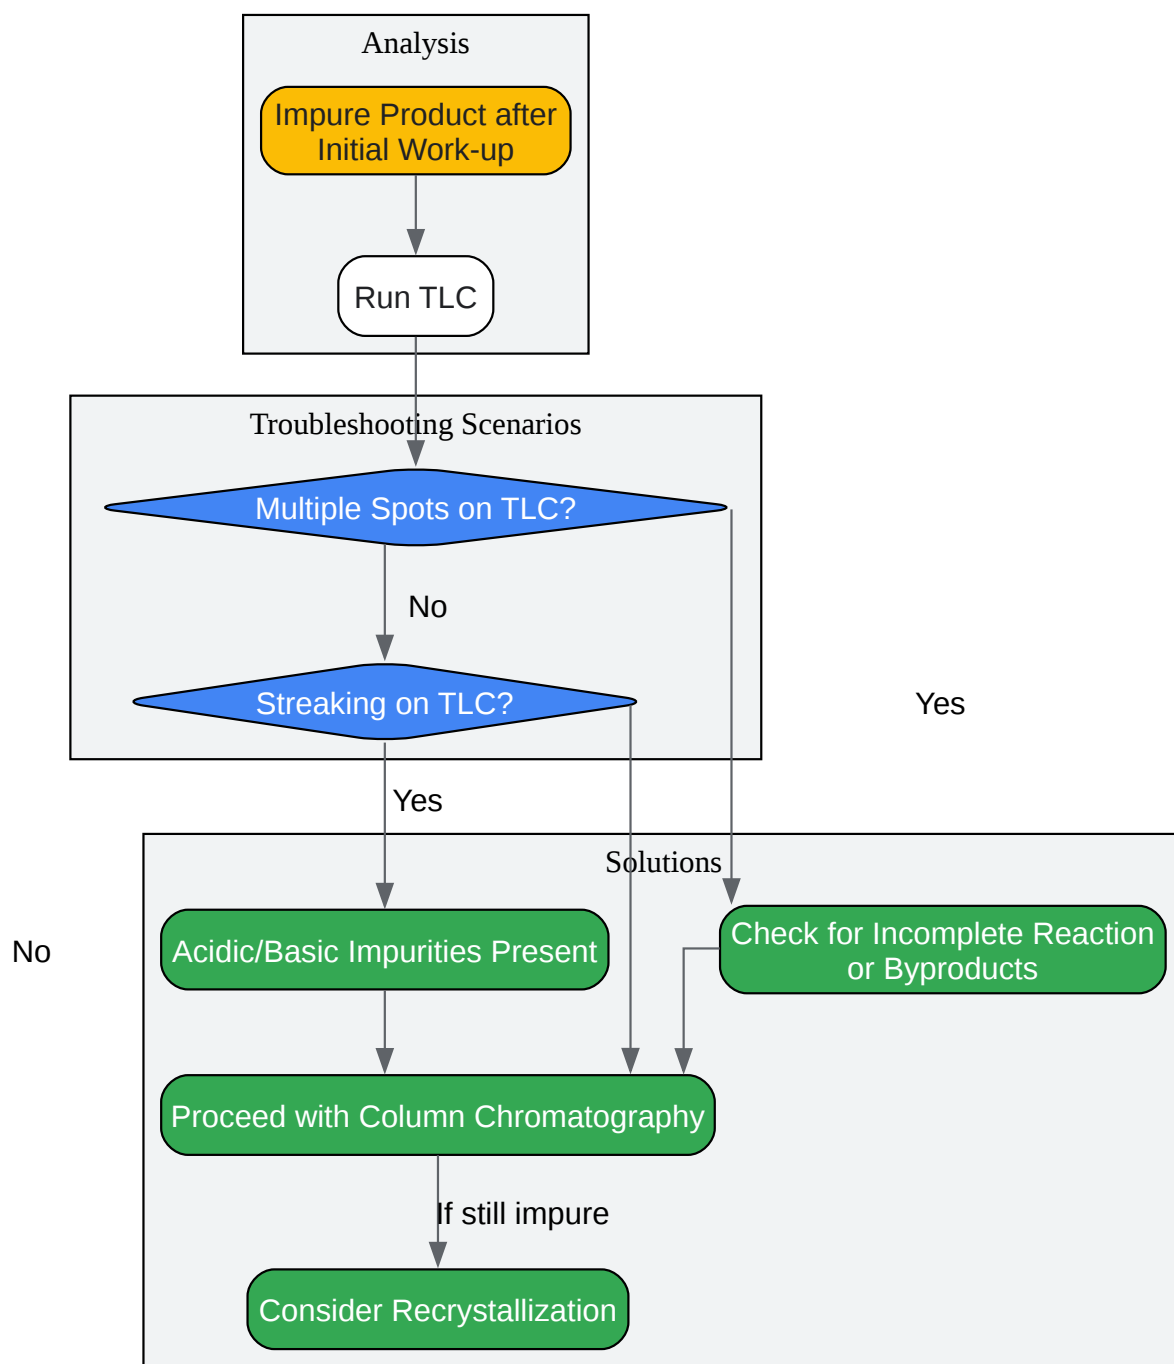 Analysis
Impure Product after
Initial Work-up
Run TLC
Troubleshooting Scenarios
Multiple Spots on TLC?
No
Streaking on TLC?
Yes
Yes
Solutions
Acidic/Basic Impurities Present
Check for Incomplete Reaction
or Byproducts
No
Proceed with Column Chromatography
If still impure
Consider Recrystallization